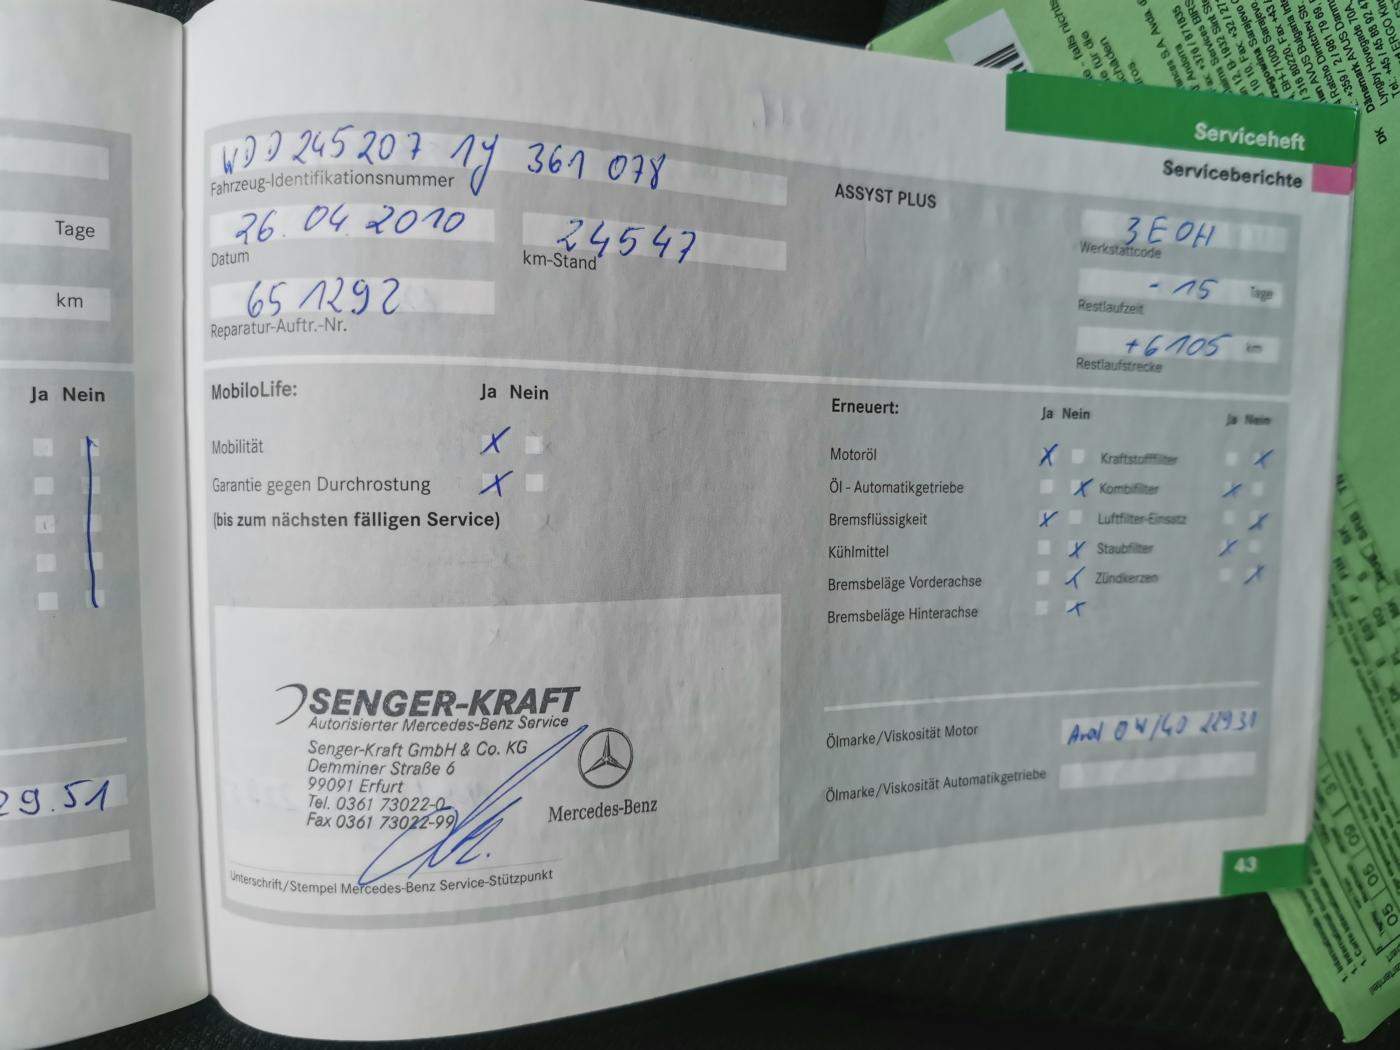 Serviceheft
Serviceberichte
WDD 245207 1J 361 078
Fahrzeug-Identifikationsnummer
26.04.2010
Datum
24547
km-Stand
651292
Reparatur-Auftr.-Nr.
ASSYST PLUS
3E0H
Werkstattcode
- 15 Tage
Restlaufzeit
+6105 km
Restlaufstrecke
Tage
km
Ja Nein
29.51
MobiloLife: Ja Nein
Mobilität X
Garantie gegen Durchrostung X
(bis zum nächsten fälligen Service)
Erneuert: Ja Nein Ja Nein
Motoröl X Kraftstofffilter X
Öl - Automatikgetriebe X Kombifilter X
Bremsflüssigkeit X Luftfilter-Einsatz X
Kühlmittel X Staubfilter X
Bremsbeläge Vorderachse X Zündkerzen X
Bremsbeläge Hinterachse X
SENGER-KRAFT
Autorisierter Mercedes-Benz Service
Senger-Kraft GmbH & Co. KG
Demminer Straße 6
99091 Erfurt
Tel. 0361 73022-0
Fax 0361 73022-99
Mercedes-Benz
Unterschrift/Stempel Mercedes-Benz Service-Stützpunkt
Ölmarke/Viskosität Motor Aral 0W/40 229.31
Ölmarke/Viskosität Automatikgetriebe
43